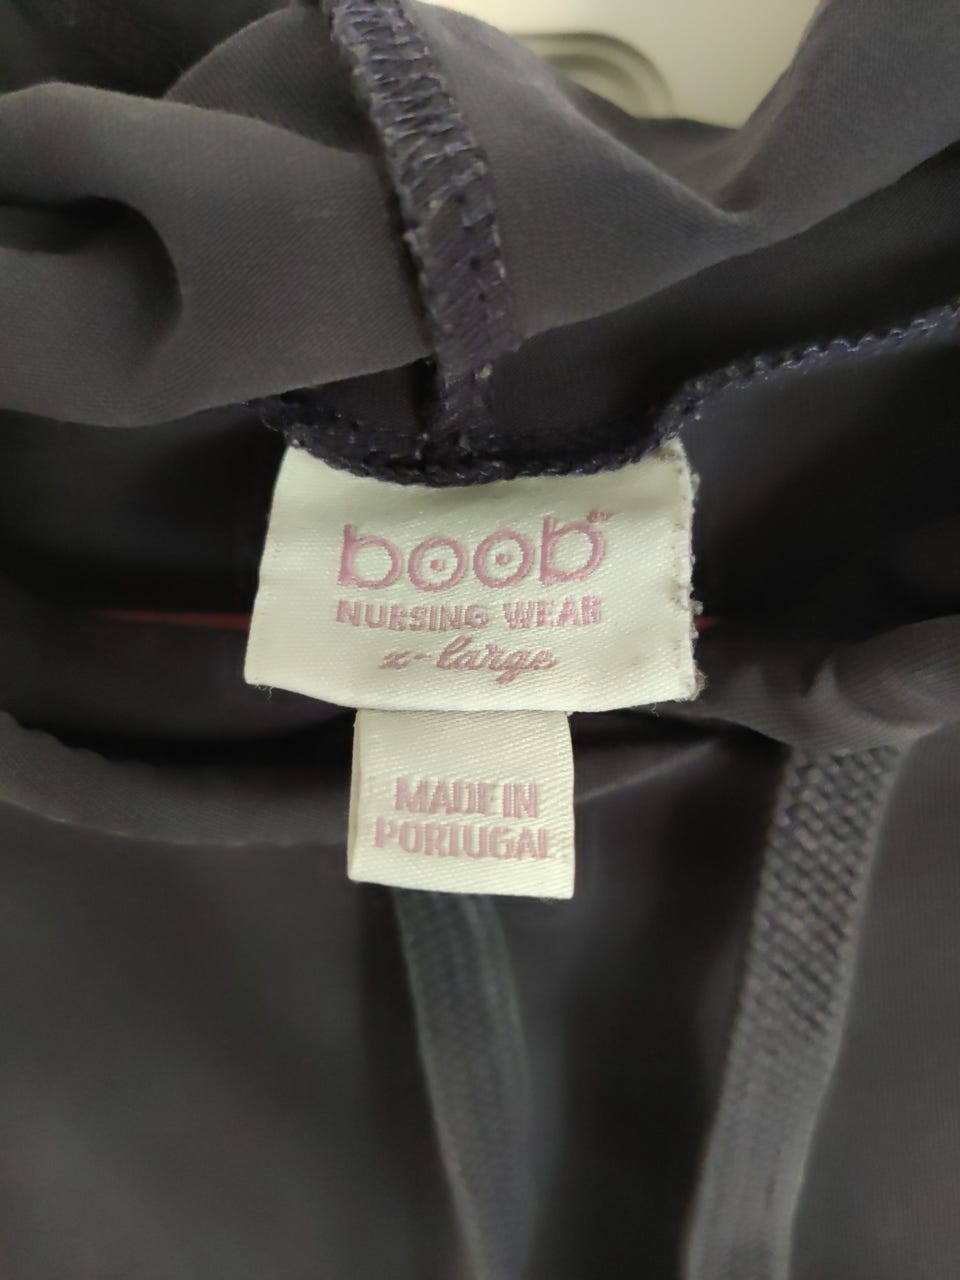 boob
NURSING WEAR
x-large
MADE IN
PORTUGAL